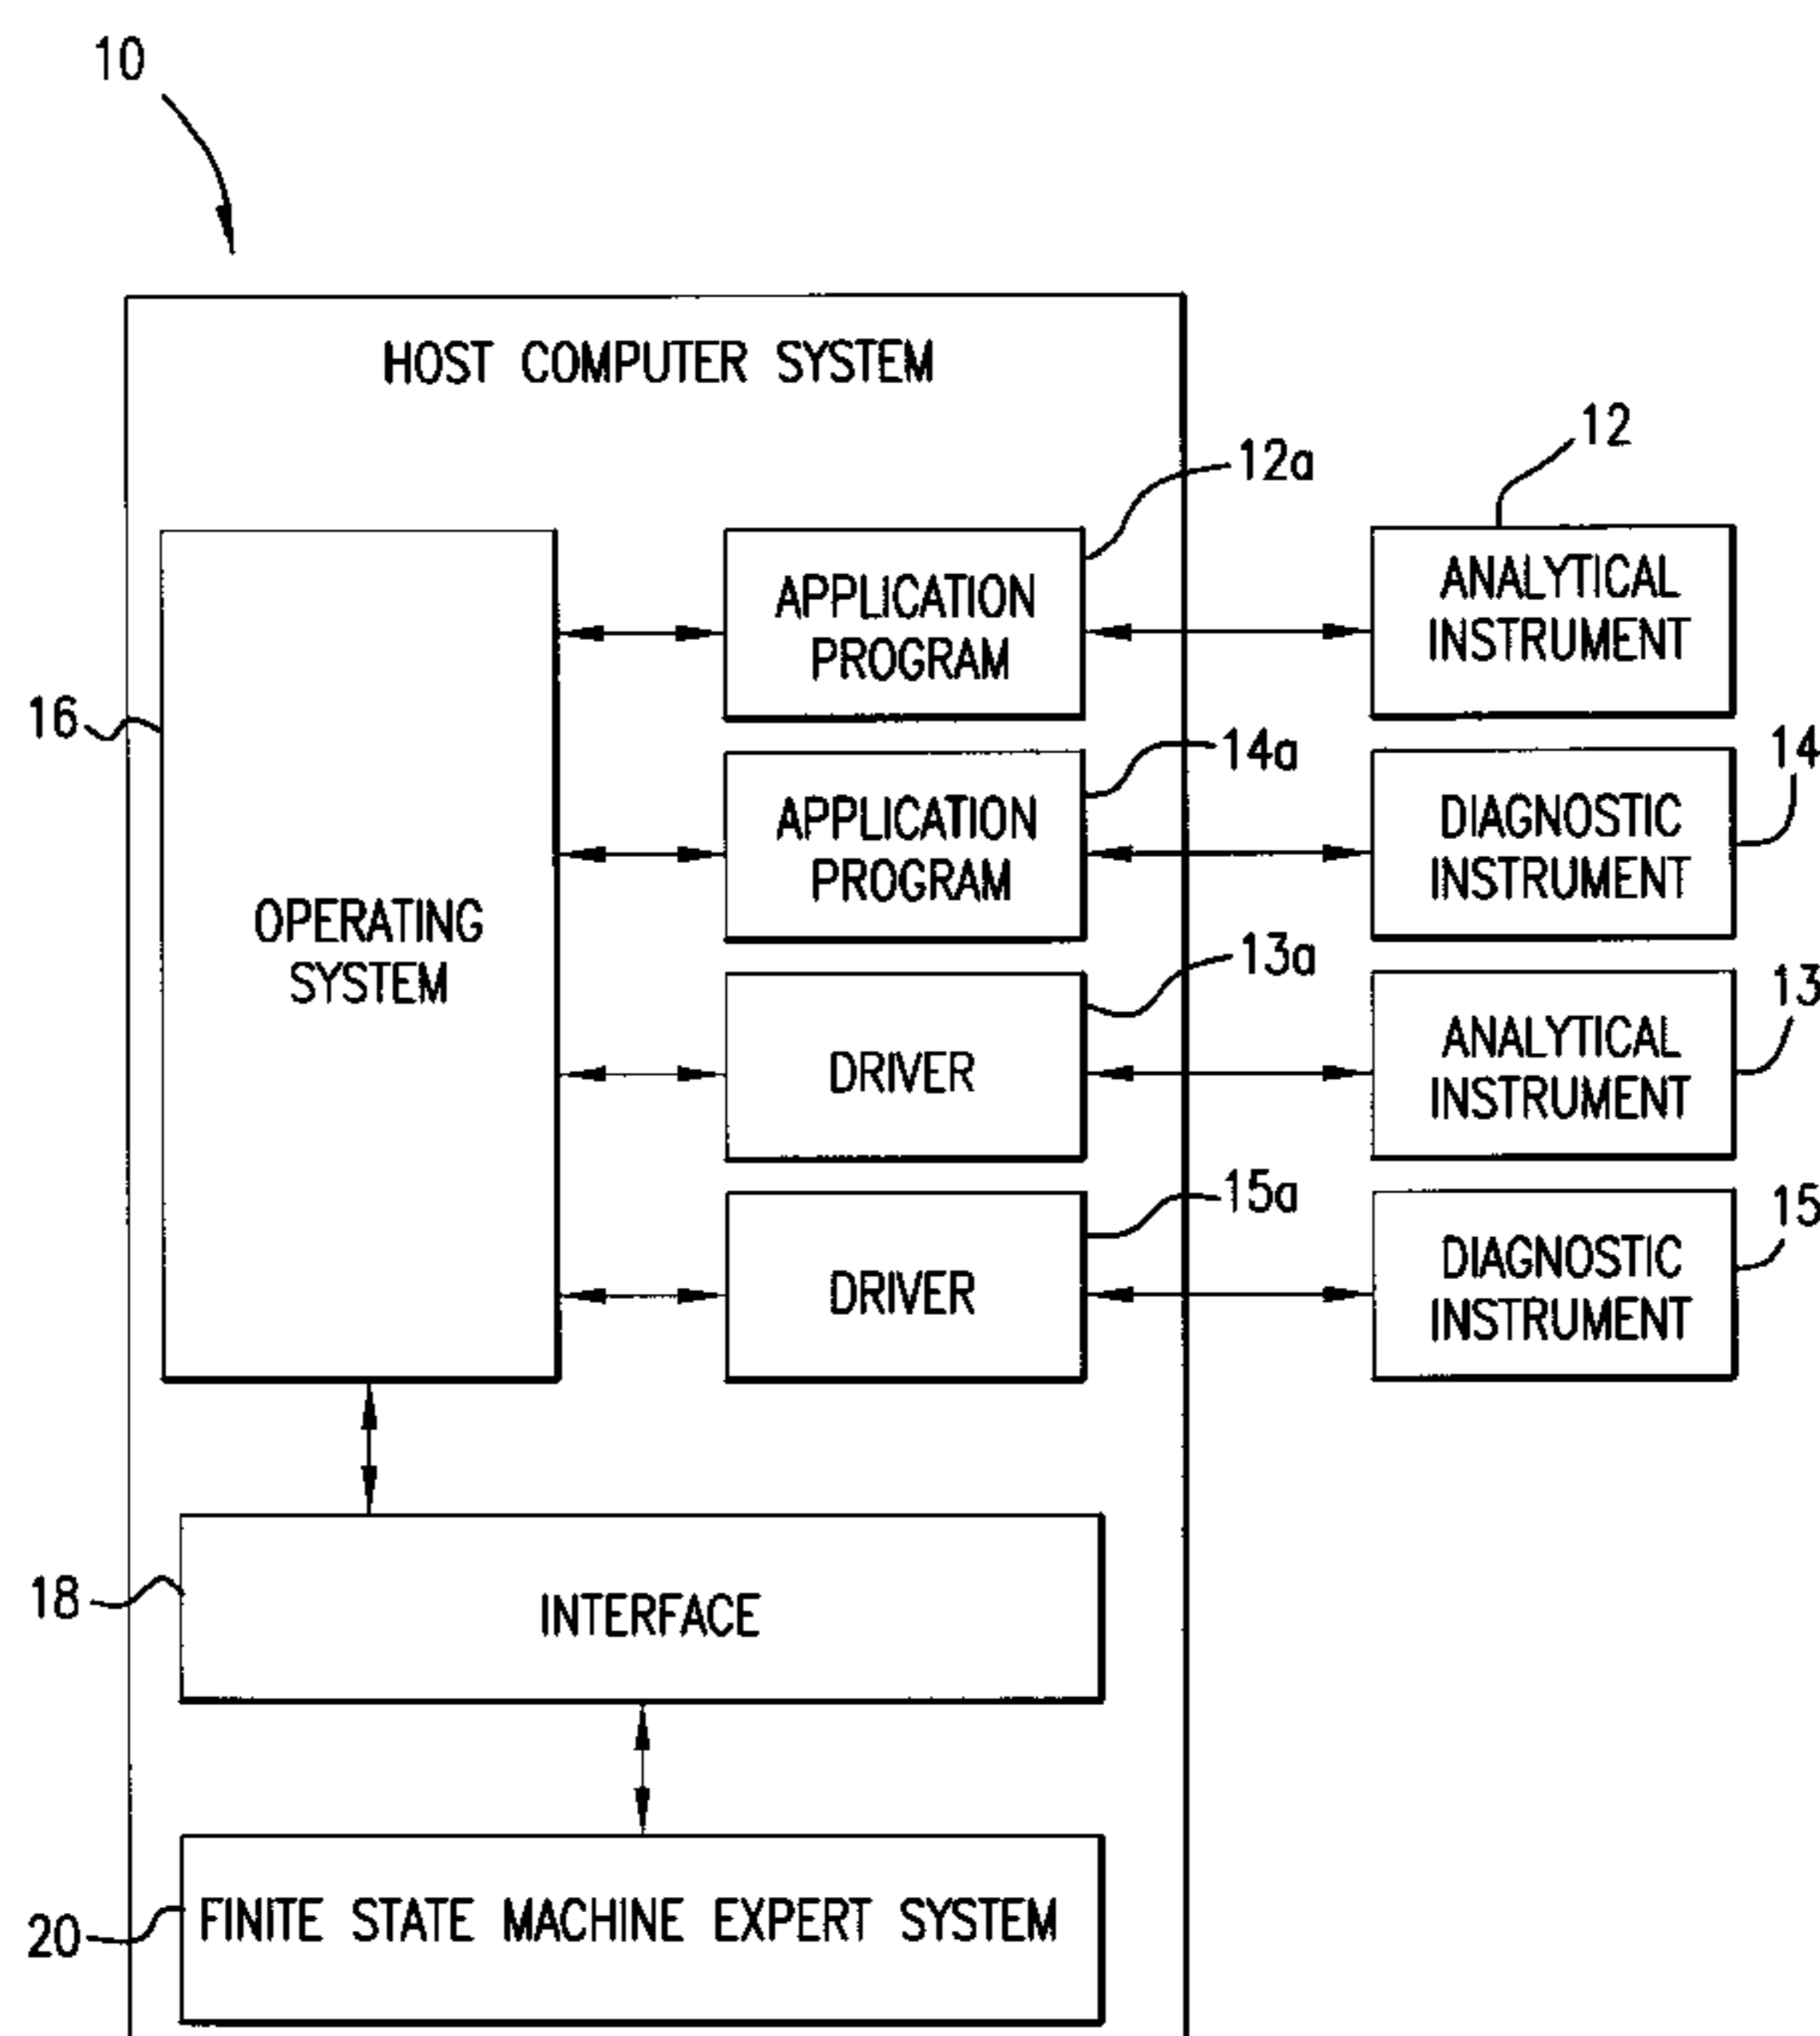 10
HOST COMPUTER SYSTEM
12a
12
APPLICATION
PROGRAM
ANALYTICAL
INSTRUMENT
16
14a
14
APPLICATION
PROGRAM
DIAGNOSTIC
INSTRUMENT
OPERATING
SYSTEM
13a
13
DRIVER
ANALYTICAL
INSTRUMENT
15a
15
DRIVER
DIAGNOSTIC
INSTRUMENT
18
INTERFACE
20
FINITE STATE MACHINE EXPERT SYSTEM